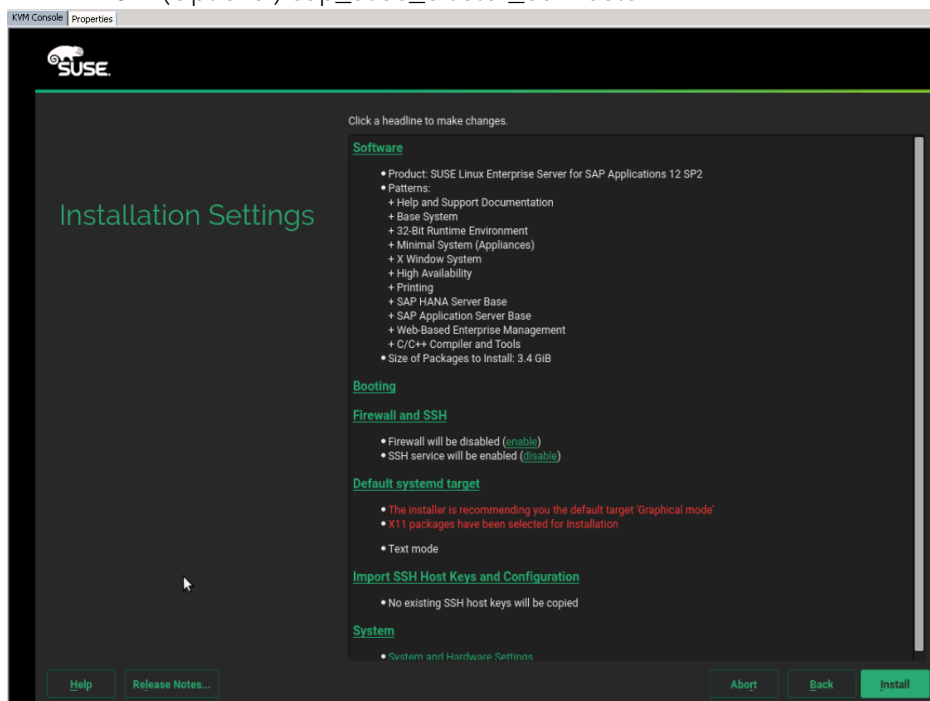 KVM Console Properties
SUSE.
Click a headline to make changes.
Software
• Product: SUSE Linux Enterprise Server for SAP Applications 12 SP2
• Patterns:
+ Help and Support Documentation
+ Base System
+ 32-Bit Runtime Environment
+ Minimal System (Appliances)
+ X Window System
+ High Availability
+ Printing
+ SAP HANA Server Base
+ SAP Application Server Base
+ Web-Based Enterprise Management
+ C/C++ Compiler and Tools
• Size of Packages to Install: 3.4 GiB
Installation Settings
Booting
Firewall and SSH
• Firewall will be disabled (enable)
• SSH service will be enabled (disable)
Default systemd target
• The installer is recommending you the default target 'Graphical mode'
• X11 packages have been selected for installation
• Text mode
Import SSH Host Keys and Configuration
• No existing SSH host keys will be copied
System
• System and Hardware Settings
Help Release Notes... Abort Back Install